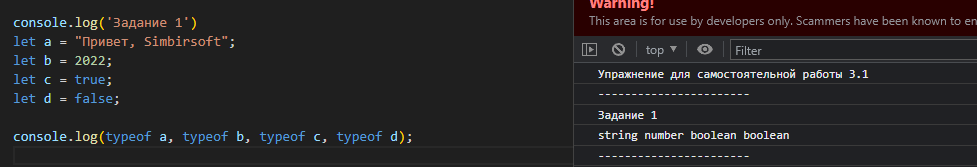 console.log('Задание 1')
let a = "Привет, Simbirsoft";
let b = 2022;
let c = true;
let d = false;
console.log(typeof a, typeof b, typeof c, typeof d);
Warning!
This area is for use by developers only. Scammers have been known to en
top
Filter
Упражнение для самостоятельной работы 3.1
-----------------------
Задание 1
string number boolean boolean
-----------------------